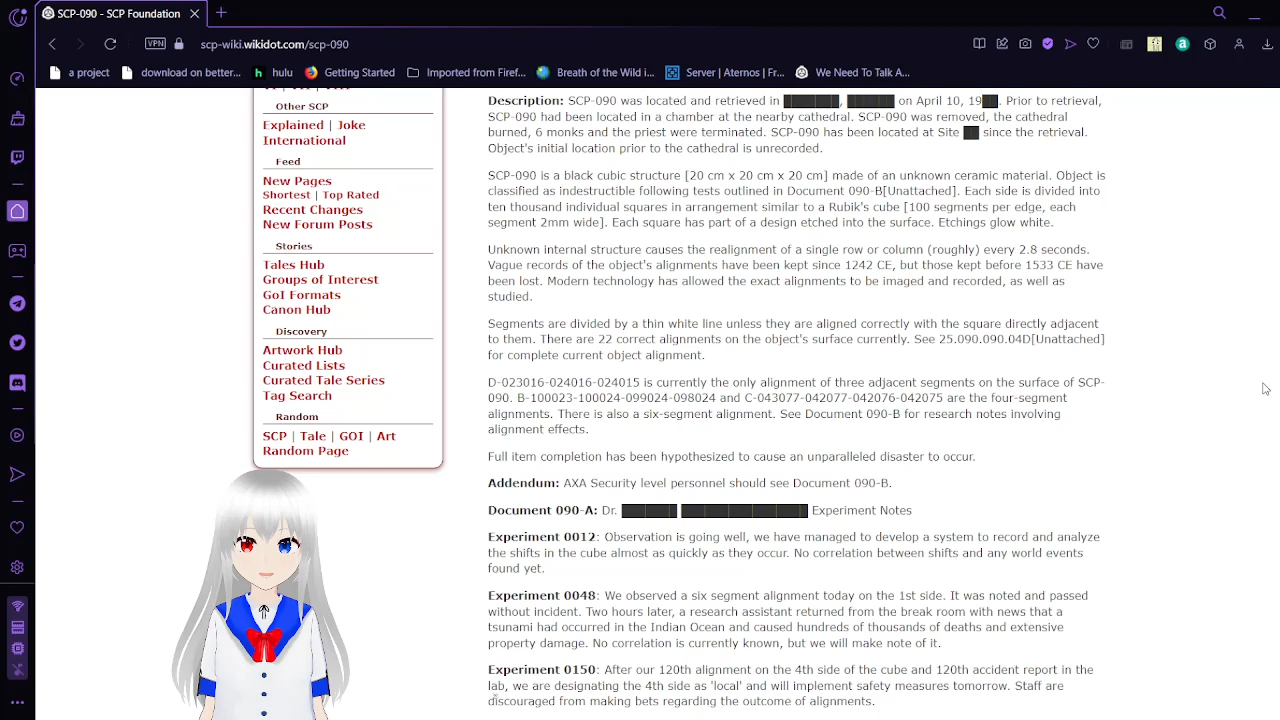 SCP-090 - SCP Foundation
VPN scp-wiki.wikidot.com/scp-090
a project download on better... hulu Getting Started Imported from Firef... Breath of the Wild i... Server | Aternos | Fr... We Need To Talk A...
Other SCP
Explained | Joke
International
Feed
New Pages
Shortest | Top Rated
Recent Changes
New Forum Posts
Stories
Tales Hub
Groups of Interest
GoI Formats
Canon Hub
Discovery
Artwork Hub
Curated Lists
Curated Tale Series
Tag Search
Random
SCP | Tale | GOI | Art
Random Page
Description: SCP-090 was located and retrieved in ███████, ██████ on April 10, 19██. Prior to retrieval,
SCP-090 had been located in a chamber at the nearby cathedral. SCP-090 was removed, the cathedral
burned, 6 monks and the priest were terminated. SCP-090 has been located at Site ██ since the retrieval.
Object's initial location prior to the cathedral is unrecorded.
SCP-090 is a black cubic structure [20 cm x 20 cm x 20 cm] made of an unknown ceramic material. Object is
classified as indestructible following tests outlined in Document 090-B[Unattached]. Each side is divided into
ten thousand individual squares in arrangement similar to a Rubik's cube [100 segments per edge, each
segment 2mm wide]. Each square has part of a design etched into the surface. Etchings glow white.
Unknown internal structure causes the realignment of a single row or column (roughly) every 2.8 seconds.
Vague records of the object's alignments have been kept since 1242 CE, but those kept before 1533 CE have
been lost. Modern technology has allowed the exact alignments to be imaged and recorded, as well as
studied.
Segments are divided by a thin white line unless they are aligned correctly with the square directly adjacent
to them. There are 22 correct alignments on the object's surface currently. See 25.090.090.04D[Unattached]
for complete current object alignment.
D-023016-024016-024015 is currently the only alignment of three adjacent segments on the surface of SCP-
090. B-100023-100024-099024-098024 and C-043077-042077-042076-042075 are the four-segment
alignments. There is also a six-segment alignment. See Document 090-B for research notes involving
alignment effects.
Full item completion has been hypothesized to cause an unparalleled disaster to occur.
Addendum: AXA Security level personnel should see Document 090-B.
Document 090-A: Dr. ███████ ████████████████ Experiment Notes
Experiment 0012: Observation is going well, we have managed to develop a system to record and analyze
the shifts in the cube almost as quickly as they occur. No correlation between shifts and any world events
found yet.
Experiment 0048: We observed a six segment alignment today on the 1st side. It was noted and passed
without incident. Two hours later, a research assistant returned from the break room with news that a
tsunami had occurred in the Indian Ocean and caused hundreds of thousands of deaths and extensive
property damage. No correlation is currently known, but we will make note of it.
Experiment 0150: After our 120th alignment on the 4th side of the cube and 120th accident report in the
lab, we are designating the 4th side as 'local' and will implement safety measures tomorrow. Staff are
discouraged from making bets regarding the outcome of alignments.